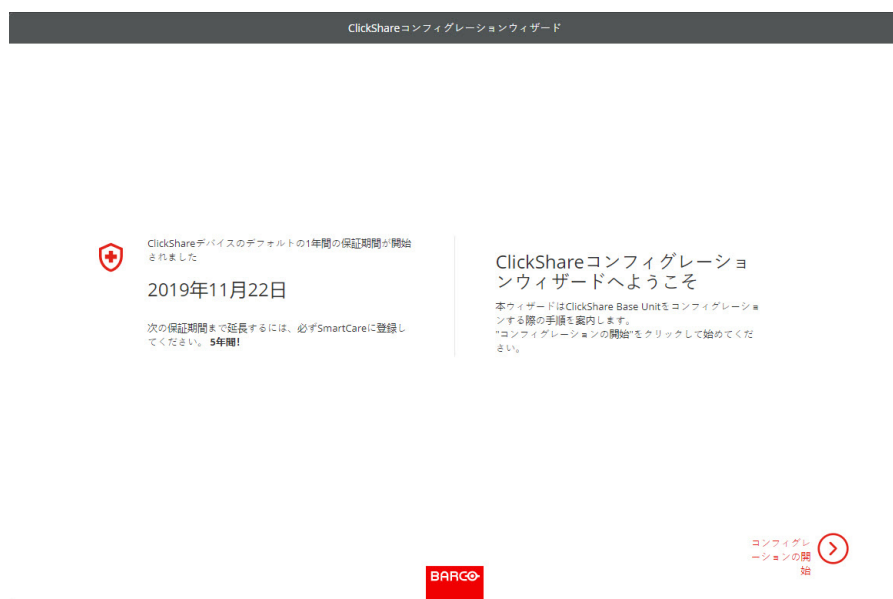 ClickShareコンフィグレーションウィザード
ClickShareデバイスのデフォルトの1年間の保証期間が開始
されました
2019年11月22日
次の保証期間まで延長するには、必ずSmartCareに登録し
てください。 5年間!
ClickShareコンフィグレーショ
ンウィザードへようこそ
本ウィザードはClickShare Base Unitをコンフィグレーショ
ンする際の手順を案内します。
"コンフィグレーションの開始"をクリックして始めてくだ
さい。
コンフィグレ
ーションの開
始
BARCO